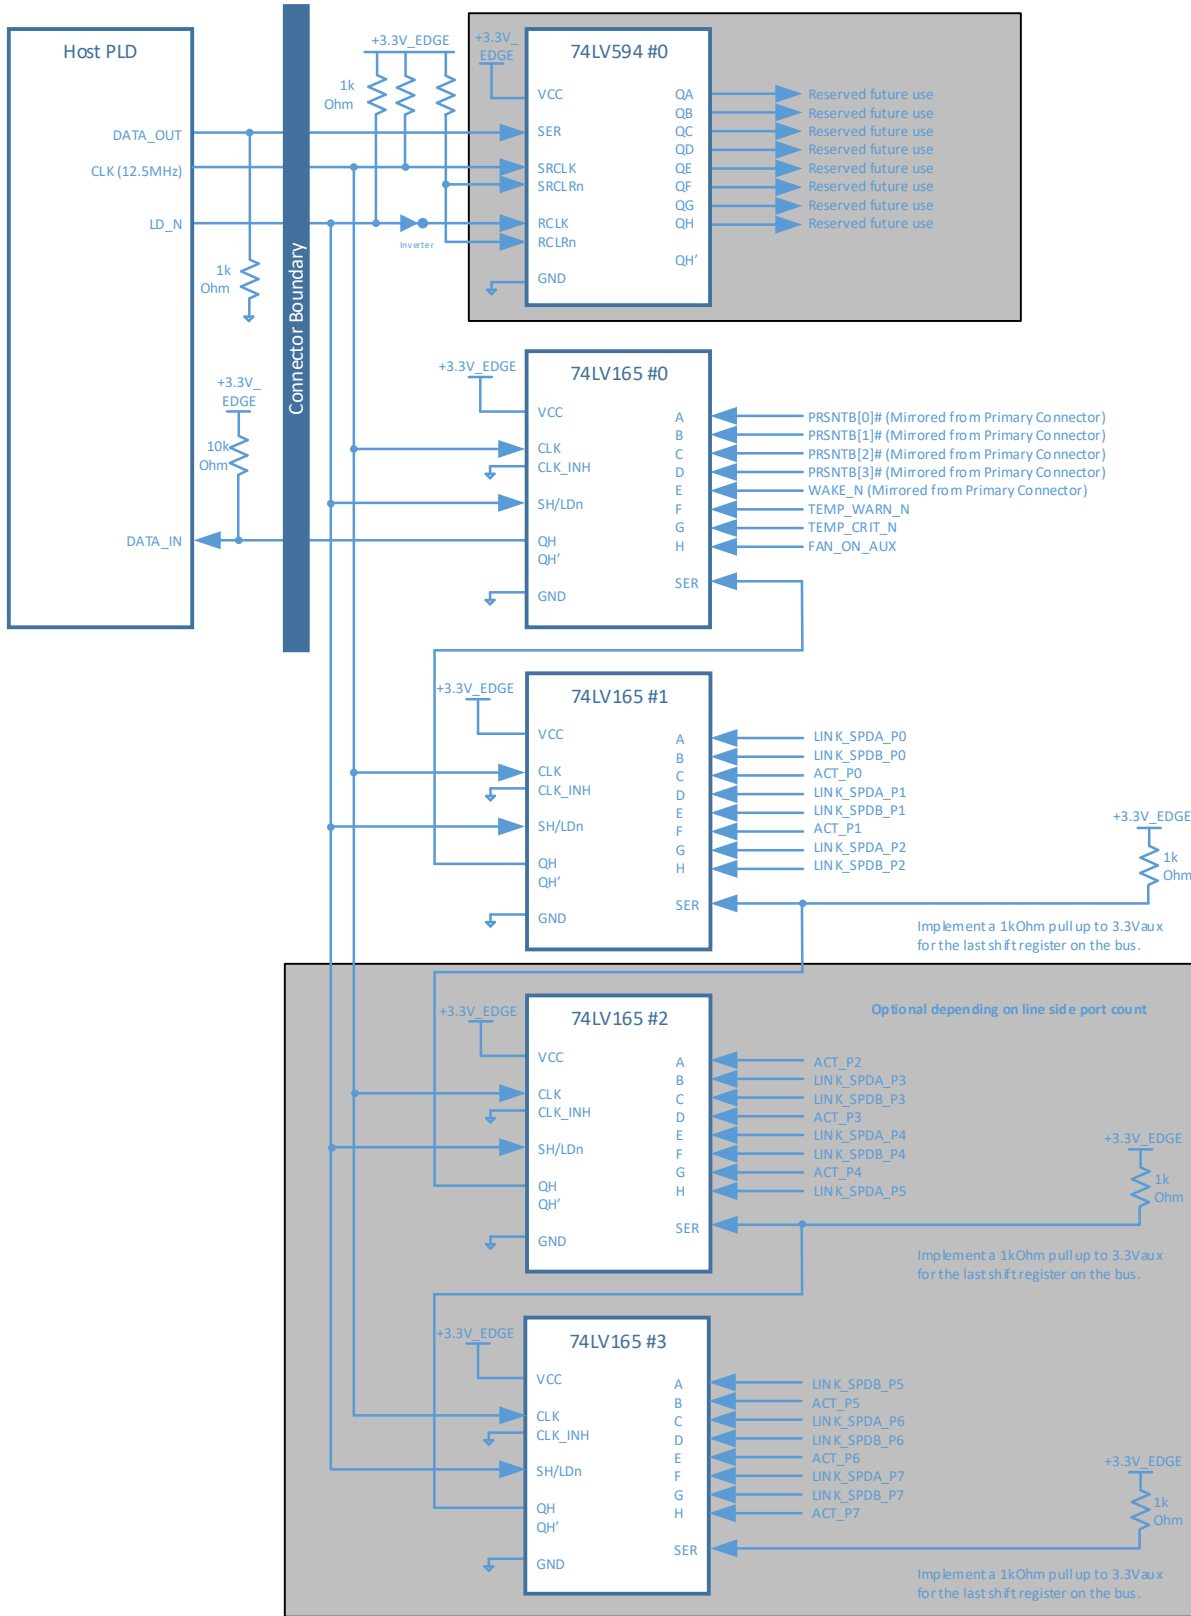 Host PLD
DATA_OUT
CLK (12.5MHz)
LD_N
1k
Ohm
+3.3V_
EDGE
10k
Ohm
DATA_IN
Connector Boundary
+3.3V_EDGE
1k
Ohm
Inverter
+3.3V_
EDGE
74LV594 #0
VCC
SER
SRCLK
SRCLRn
RCLK
RCLRn
GND
QA
QB
QC
QD
QE
QF
QG
QH
QH’
Reserved future use
Reserved future use
Reserved future use
Reserved future use
Reserved future use
Reserved future use
Reserved future use
Reserved future use
+3.3V_EDGE
74LV165 #0
VCC
CLK
CLK_INH
SH/LDn
QH
QH’
GND
A
B
C
D
E
F
G
H
SER
PRSNTB[0]# (Mirrored from Primary Connector)
PRSNTB[1]# (Mirrored from Primary Connector)
PRSNTB[2]# (Mirrored from Primary Connector)
PRSNTB[3]# (Mirrored from Primary Connector)
WAKE_N (Mirrored from Primary Connector)
TEMP_WARN_N
TEMP_CRIT_N
FAN_ON_AUX
+3.3V_EDGE
74LV165 #1
VCC
CLK
CLK_INH
SH/LDn
QH
QH’
GND
A
B
C
D
E
F
G
H
SER
LINK_SPDA_P0
LINK_SPDB_P0
ACT_P0
LINK_SPDA_P1
LINK_SPDB_P1
ACT_P1
LINK_SPDA_P2
LINK_SPDB_P2
+3.3V_EDGE
1k
Ohm
Implement a 1kOhm pull up to 3.3Vaux
for the last shift register on the bus.
Optional depending on line side port count
+3.3V_EDGE
74LV165 #2
VCC
CLK
CLK_INH
SH/LDn
QH
QH’
GND
A
B
C
D
E
F
G
H
SER
ACT_P2
LINK_SPDA_P3
LINK_SPDB_P3
ACT_P3
LINK_SPDA_P4
LINK_SPDB_P4
ACT_P4
LINK_SPDA_P5
+3.3V_EDGE
1k
Ohm
Implement a 1kOhm pull up to 3.3Vaux
for the last shift register on the bus.
+3.3V_EDGE
74LV165 #3
VCC
CLK
CLK_INH
SH/LDn
QH
QH’
GND
A
B
C
D
E
F
G
H
SER
LINK_SPDB_P5
ACT_P5
LINK_SPDA_P6
LINK_SPDB_P6
ACT_P6
LINK_SPDA_P7
LINK_SPDB_P7
ACT_P7
+3.3V_EDGE
1k
Ohm
Implement a 1kOhm pull up to 3.3Vaux
for the last shift register on the bus.